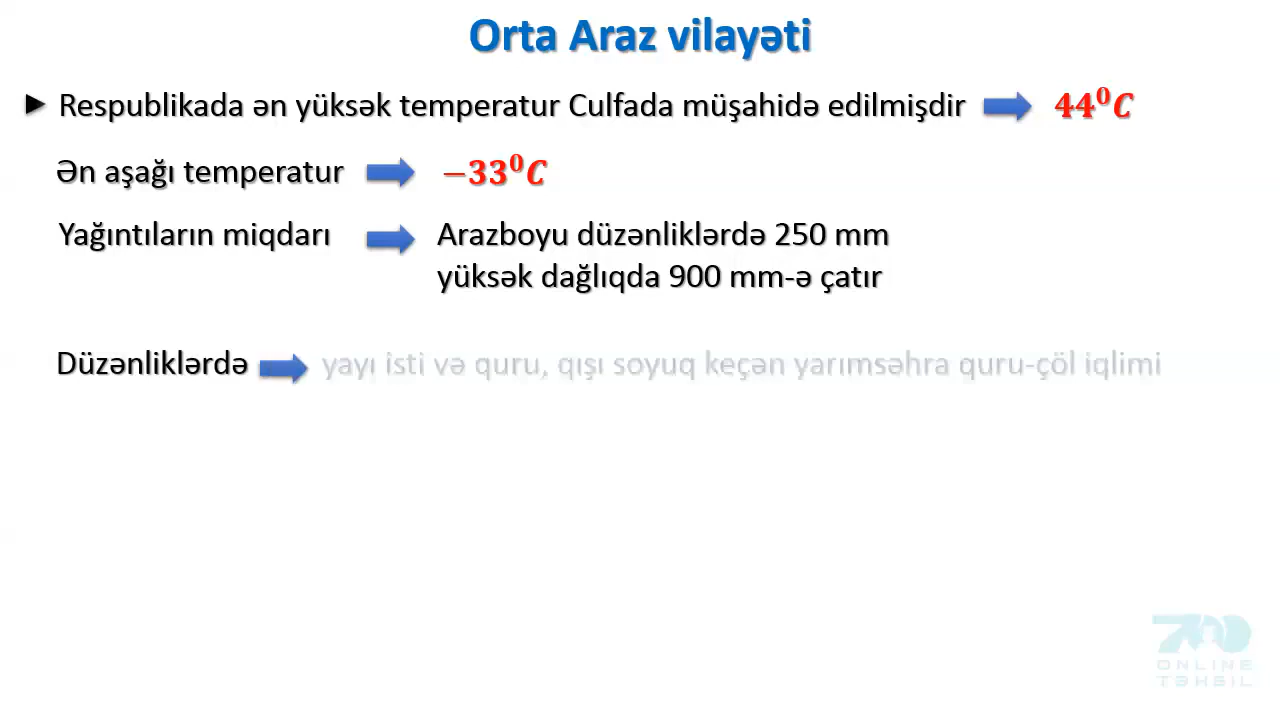 Orta Araz vilayəti
► Respublikada ən yüksək temperatur Culfada müşahidə edilmişdir 44⁰C
Ən aşağı temperatur −33⁰C
Yağıntıların miqdarı Arazboyu düzənliklərdə 250 mm
yüksək dağlıqda 900 mm-ə çatır
Düzənliklərdə yayı isti və quru, qışı soyuq keçən yarımsəhra quru-çöl iqlimi
700
ONLINE
TƏHSİL